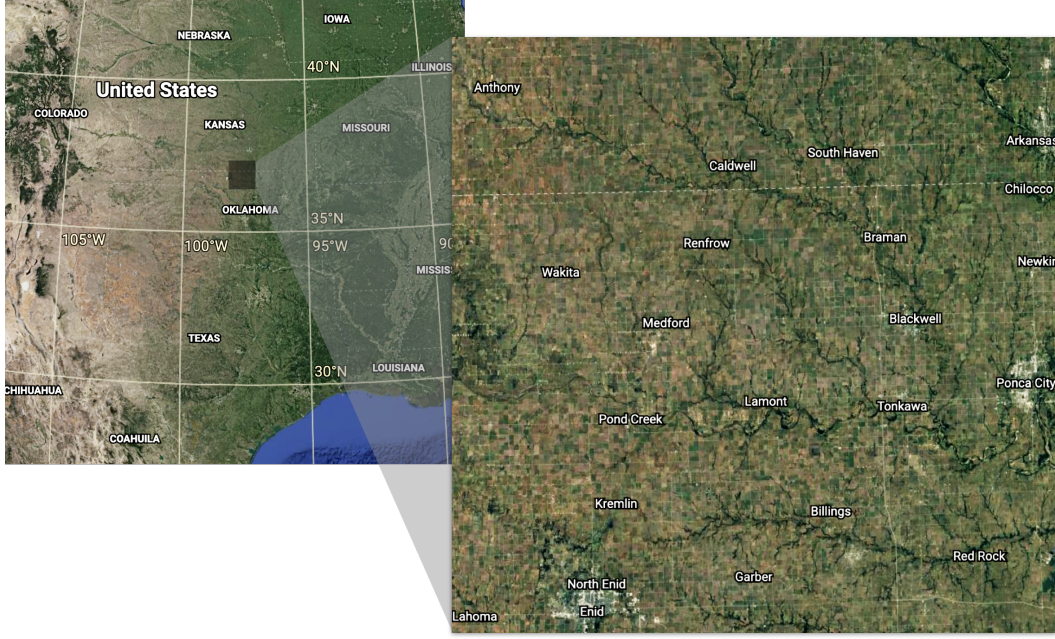 IOWA
NEBRASKA
40°N
ILLINOIS
United States
COLORADO
KANSAS
MISSOURI
OKLAHOMA
35°N
105°W
100°W
95°W
90
MISSIS
TEXAS
30°N
LOUISIANA
CHIHUAHUA
COAHUILA
Anthony
Arkansas
South Haven
Caldwell
Chilocco
Braman
Renfrow
Newkir
Wakita
Blackwell
Medford
Ponca City
Lamont
Tonkawa
Pond Creek
Kremlin
Billings
Red Rock
Garber
North Enid
Enid
Lahoma